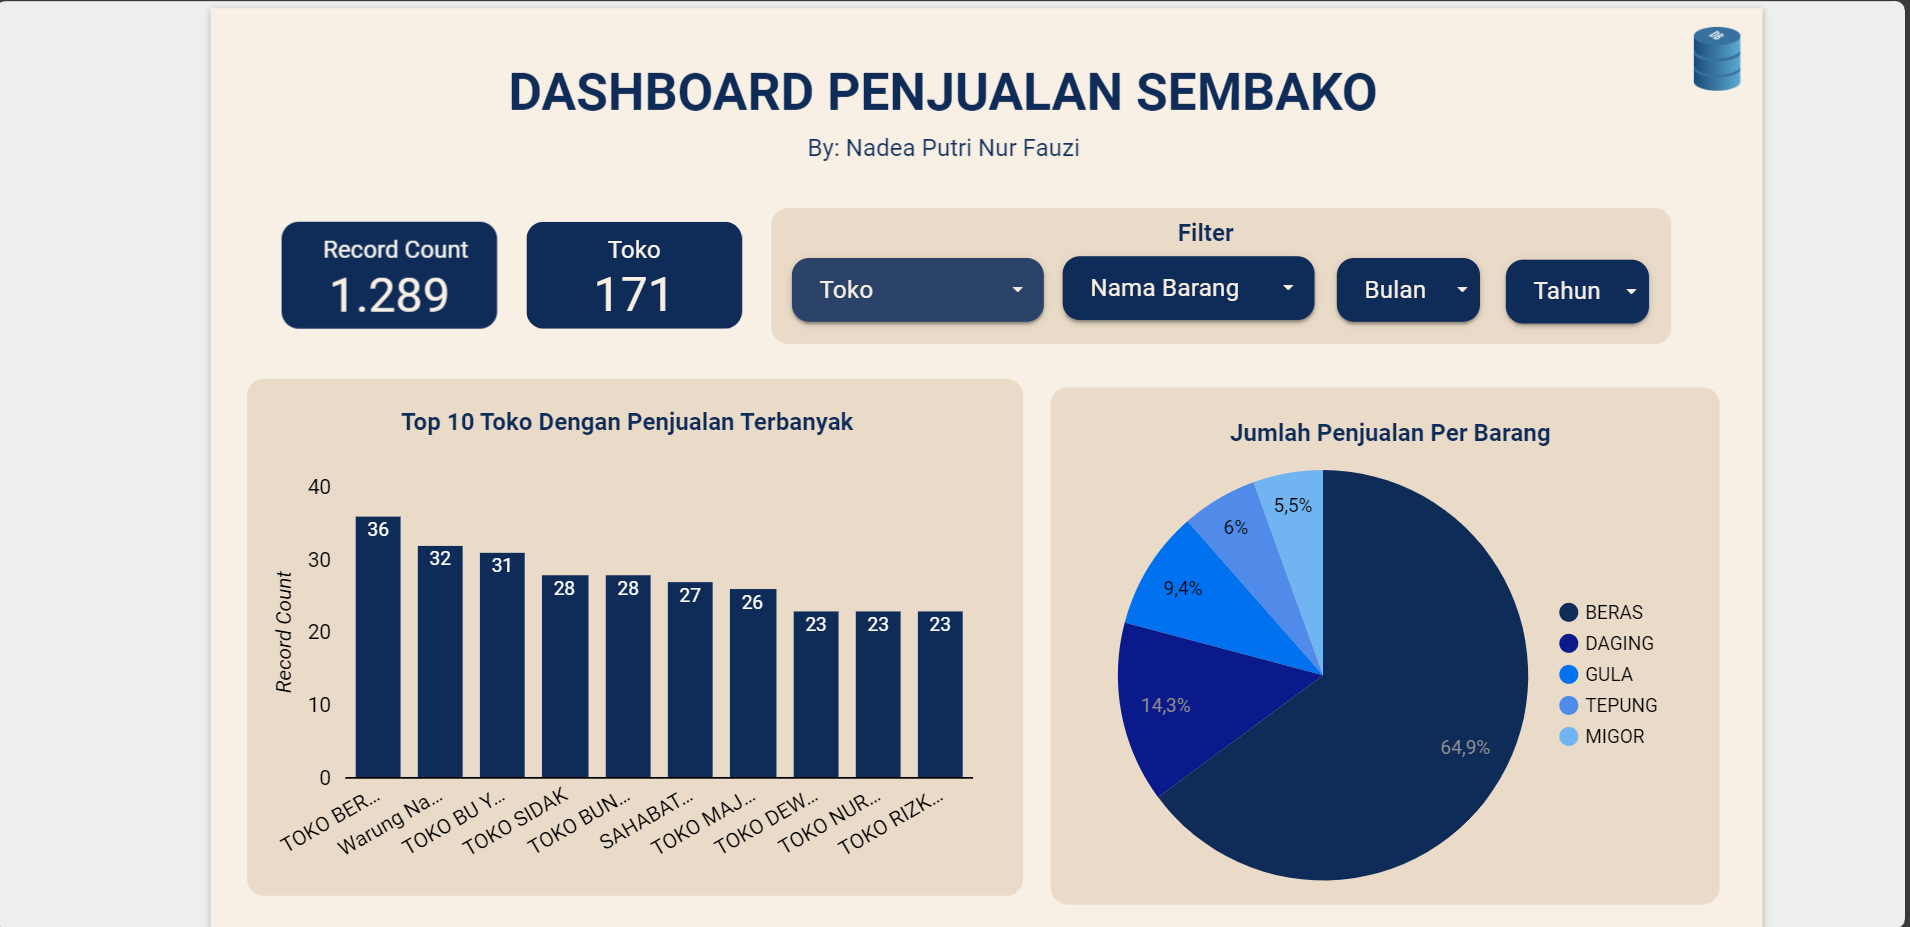 DASHBOARD PENJUALAN SEMBAKO
By: Nadea Putri Nur Fauzi
Record Count
1.289
Toko
171
Filter
Toko
Nama Barang
Bulan
Tahun
Top 10 Toko Dengan Penjualan Terbanyak
Record Count
40
30
20
10
0
36
32
31
28
28
27
26
23
23
23
TOKO BER...
Warung Na...
TOKO BU Y...
TOKO SIDAK
TOKO BUN...
SAHABAT...
TOKO MAJ...
TOKO DEW...
TOKO NUR...
TOKO RIZK...
Jumlah Penjualan Per Barang
5,5%
6%
9,4%
14,3%
64,9%
BERAS
DAGING
GULA
TEPUNG
MIGOR